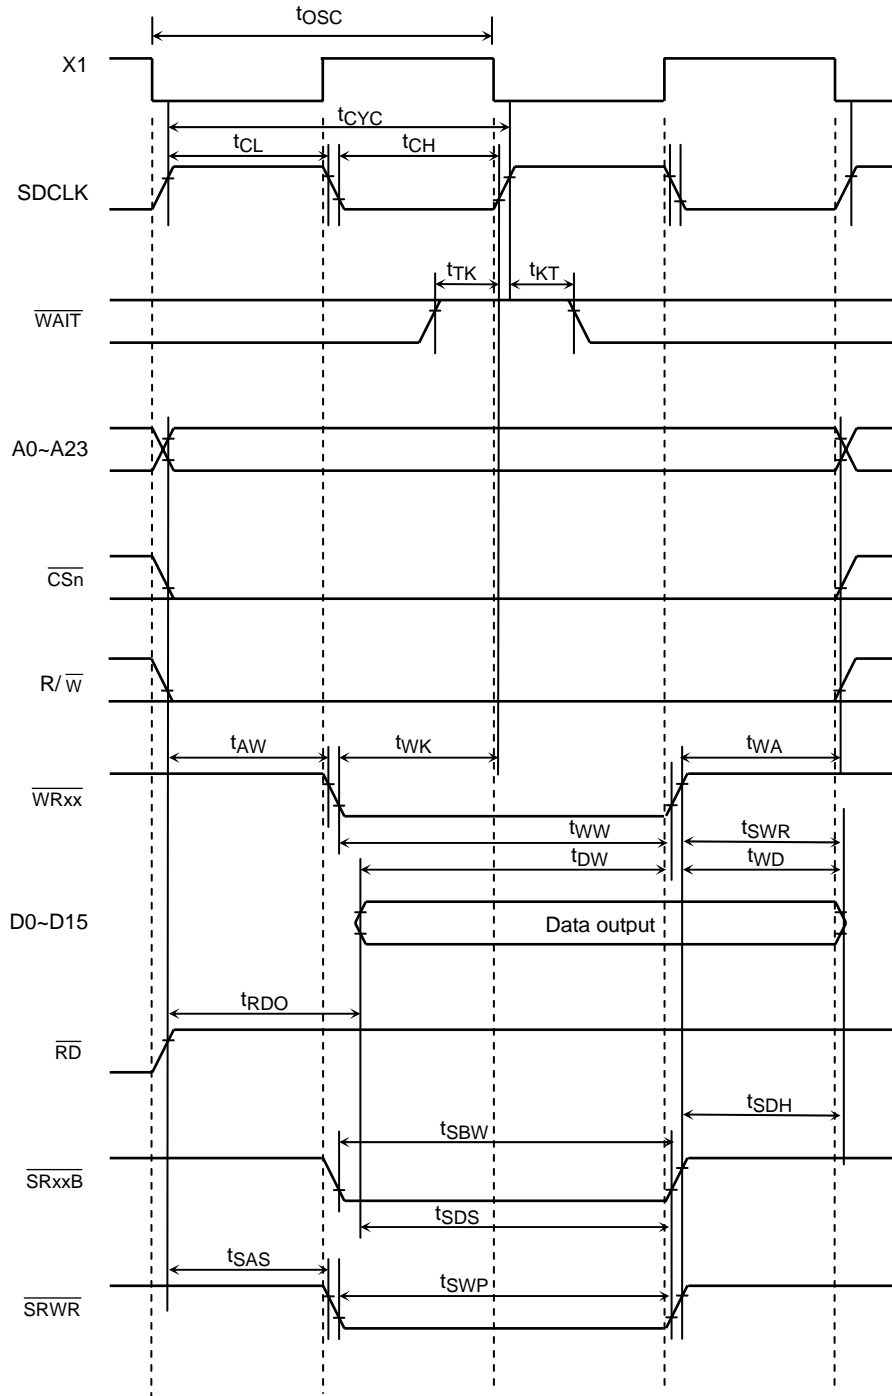 tOSC
X1
tCYC
tCL tCH
SDCLK
tTK tKT
WAIT
A0~A23
CSn
R/W
tAW tWK tWA
WRxx
tWW tSWR
tDW tWD
D0~D15 Data output
tRDO
RD
tSDH
tSBW
SRxxB
tSDS
tSAS tSWP
SRWR